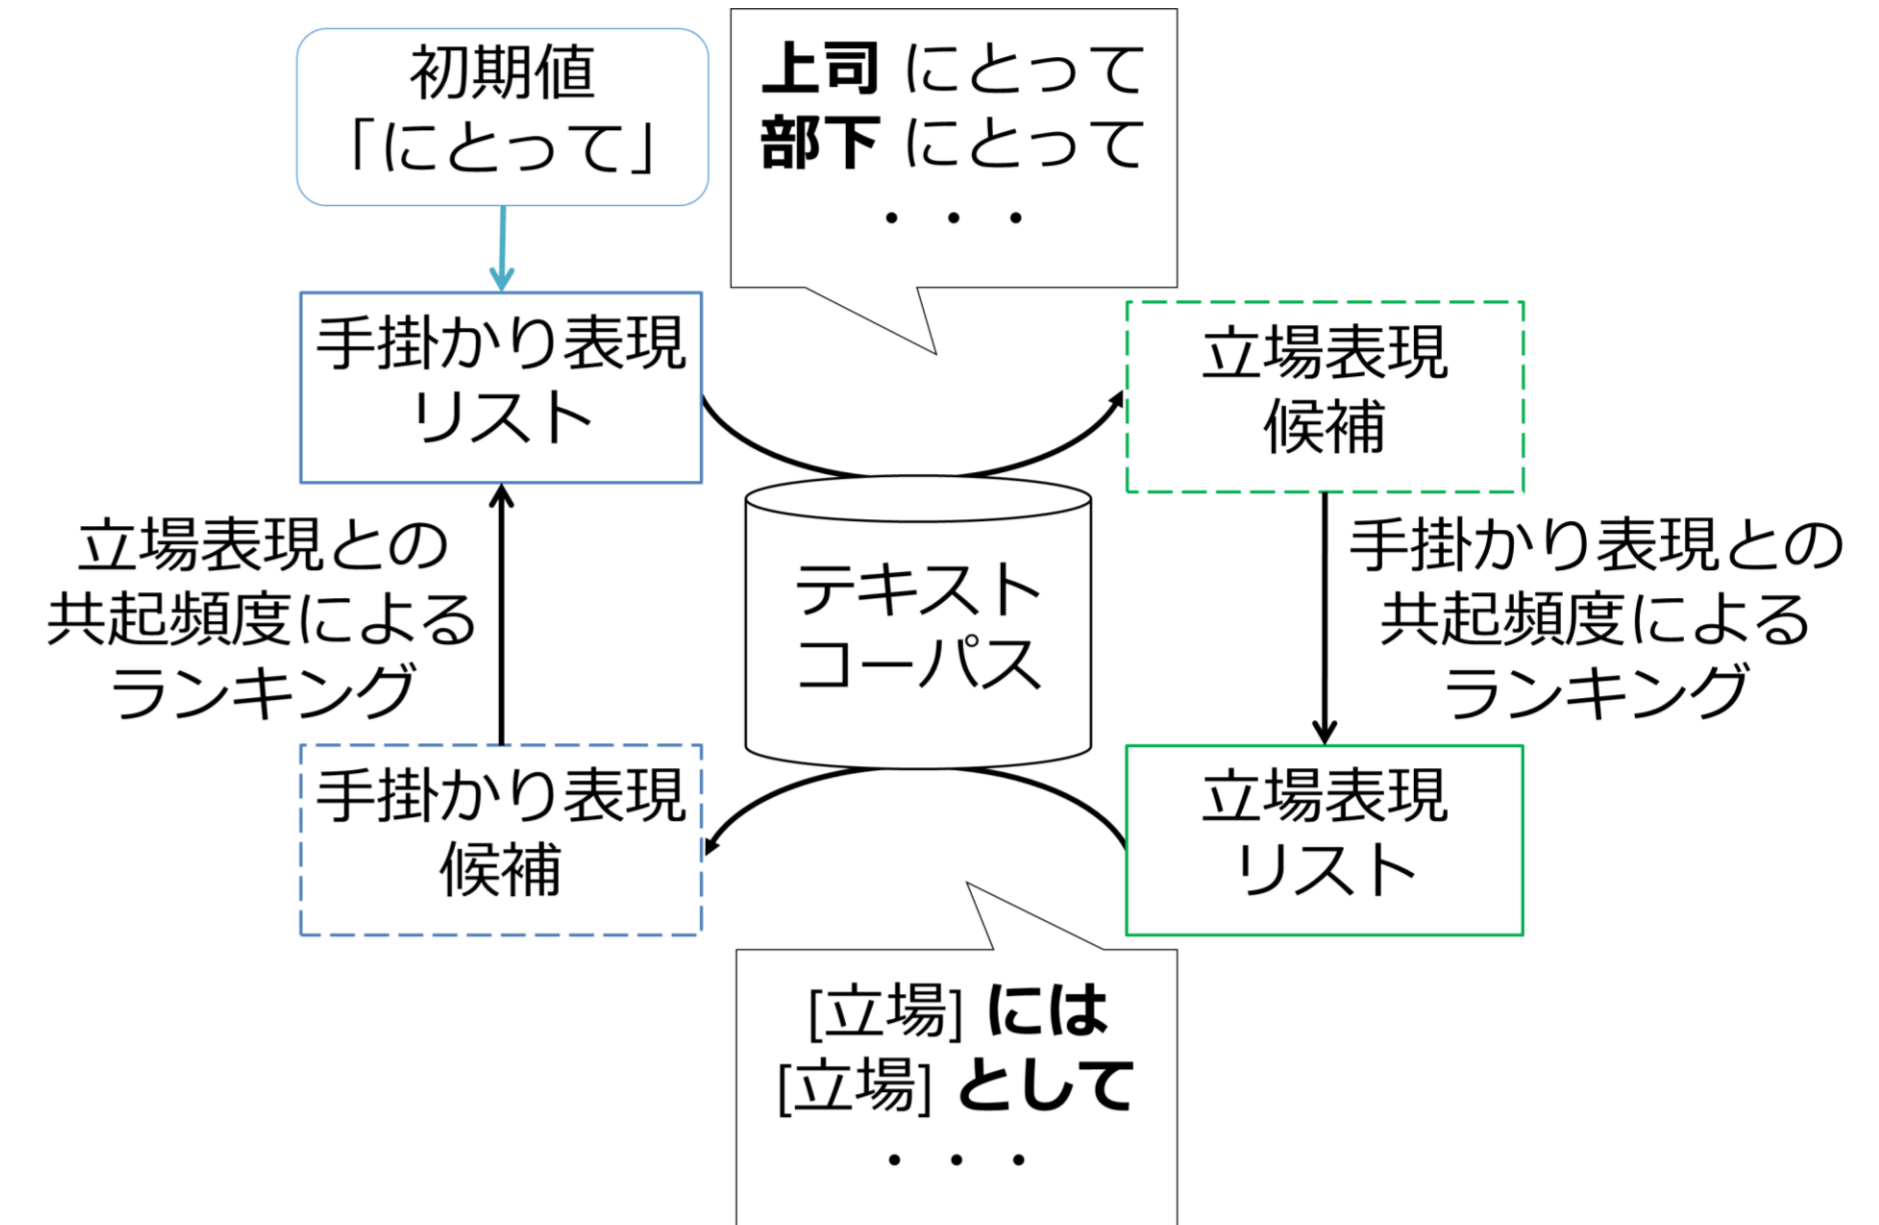 初期値
「にとって」
上司 にとって
部下 にとって
・・・
手掛かり表現
リスト
立場表現
候補
立場表現との
共起頻度による
ランキング
テキスト
コーパス
手掛かり表現との
共起頻度による
ランキング
手掛かり表現
候補
立場表現
リスト
[立場] には
[立場] として
・・・